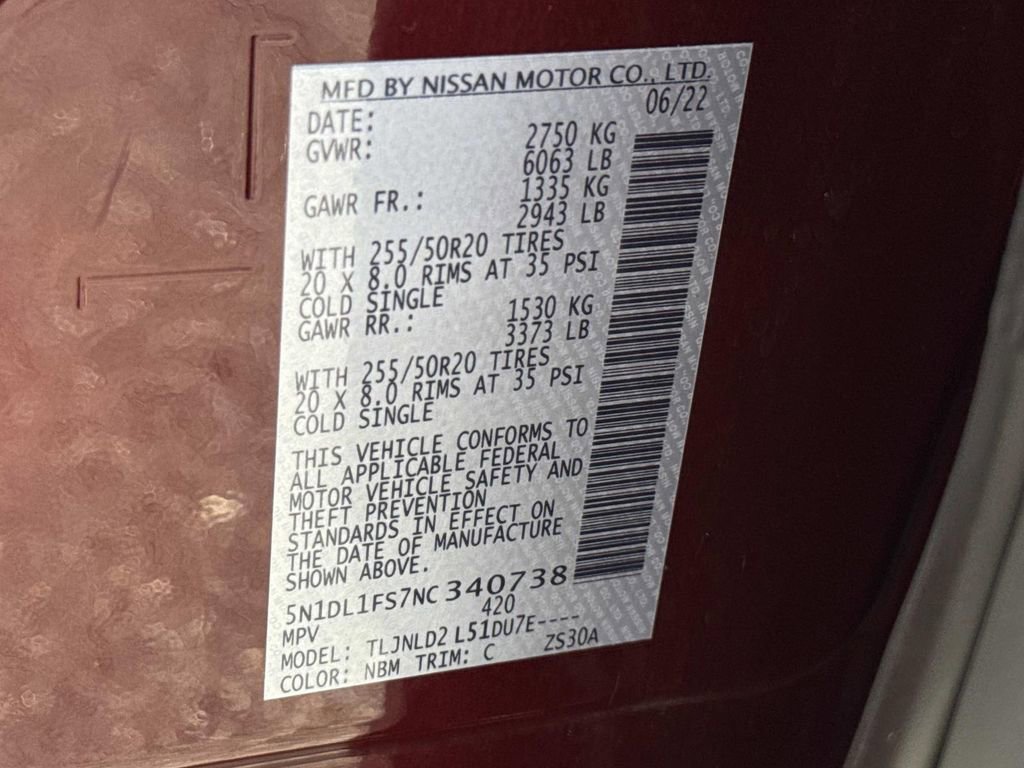 MFD BY NISSAN MOTOR CO., LTD.
DATE: 06/22
GVWR: 2750 KG
6063 LB
GAWR FR.: 1335 KG
2943 LB
WITH 255/50R20 TIRES
20 X 8.0 RIMS AT 35 PSI
COLD SINGLE
GAWR RR.: 1530 KG
3373 LB
WITH 255/50R20 TIRES
20 X 8.0 RIMS AT 35 PSI
COLD SINGLE
THIS VEHICLE CONFORMS TO
ALL APPLICABLE FEDERAL
MOTOR VEHICLE SAFETY AND
THEFT PREVENTION
STANDARDS IN EFFECT ON
THE DATE OF MANUFACTURE
SHOWN ABOVE.
5N1DL1FS7NC340738
MPV 420
MODEL: TLJNLD2 L51DU7E----
COLOR: NBM TRIM: C ZS30A